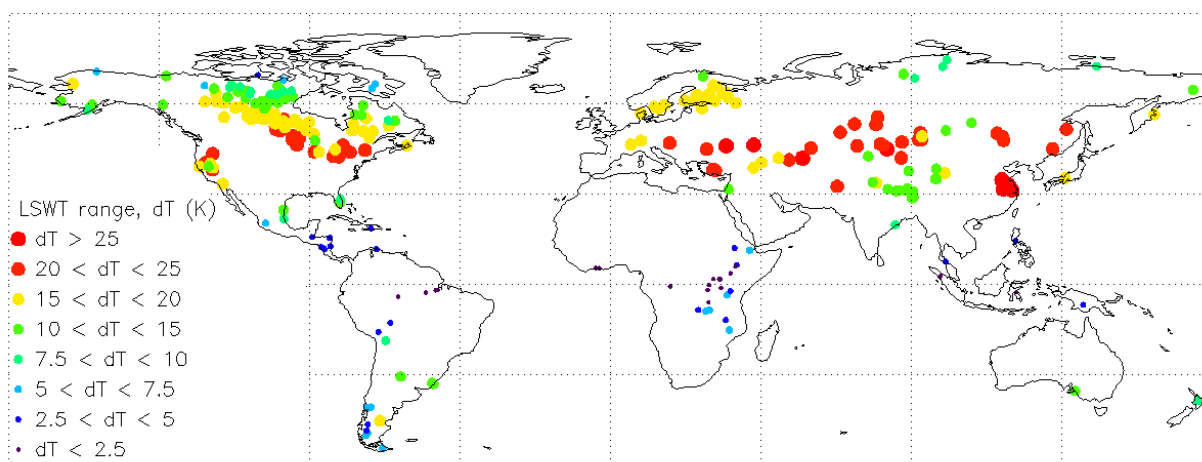 LSWT range, dT (K)
dT > 25
20 < dT < 25
15 < dT < 20
10 < dT < 15
7.5 < dT < 10
5 < dT < 7.5
2.5 < dT < 5
dT < 2.5